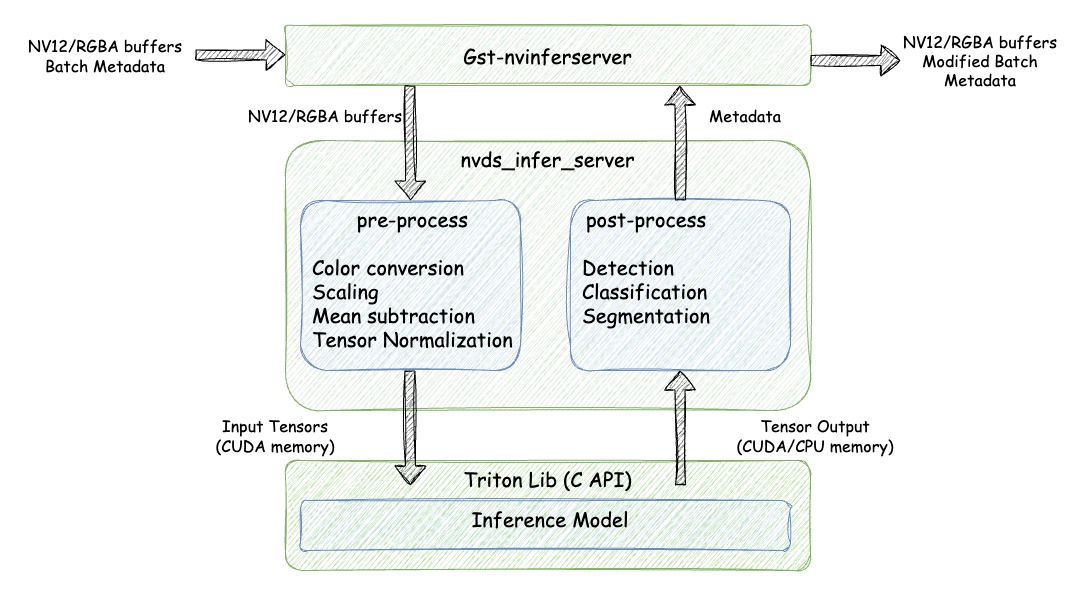 NV12/RGBA buffers
Batch Metadata
Gst-nvinferserver
NV12/RGBA buffers
Modified Batch
Metadata
NV12/RGBA buffers
Metadata
nvds_infer_server
pre-process
Color conversion
Scaling
Mean subtraction
Tensor Normalization
post-process
Detection
Classification
Segmentation
Input Tensors
(CUDA memory)
Tensor Output
(CUDA/CPU memory)
Triton Lib (C API)
Inference Model